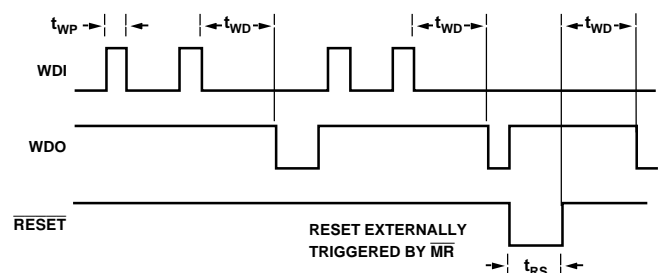 tWP
tWD
tWD
tWD
WDI
WDO
RESET
RESET EXTERNALLY
TRIGGERED BY MR
tRS